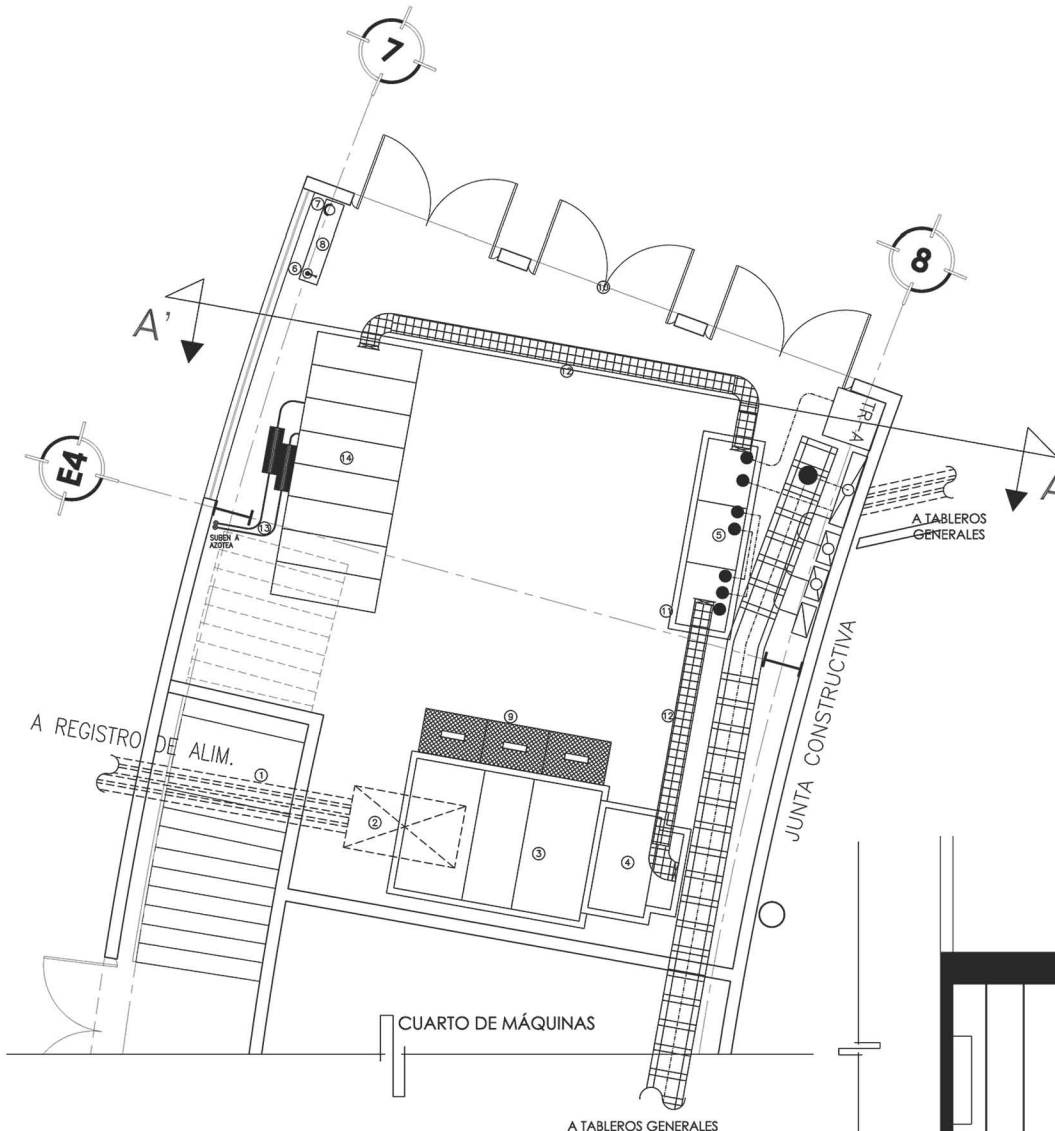 7
8
E4
A'
A
TR A
7
8
6
10
12
14
13
SUBEN A
AZOTEA
5
11
12
9
A TABLEROS
GENERALES
JUNTA CONSTRUCTIVA
A REGISTRO DE ALIM.
1
2
3
4
CUARTO DE MÁQUINAS
A TABLEROS GENERALES